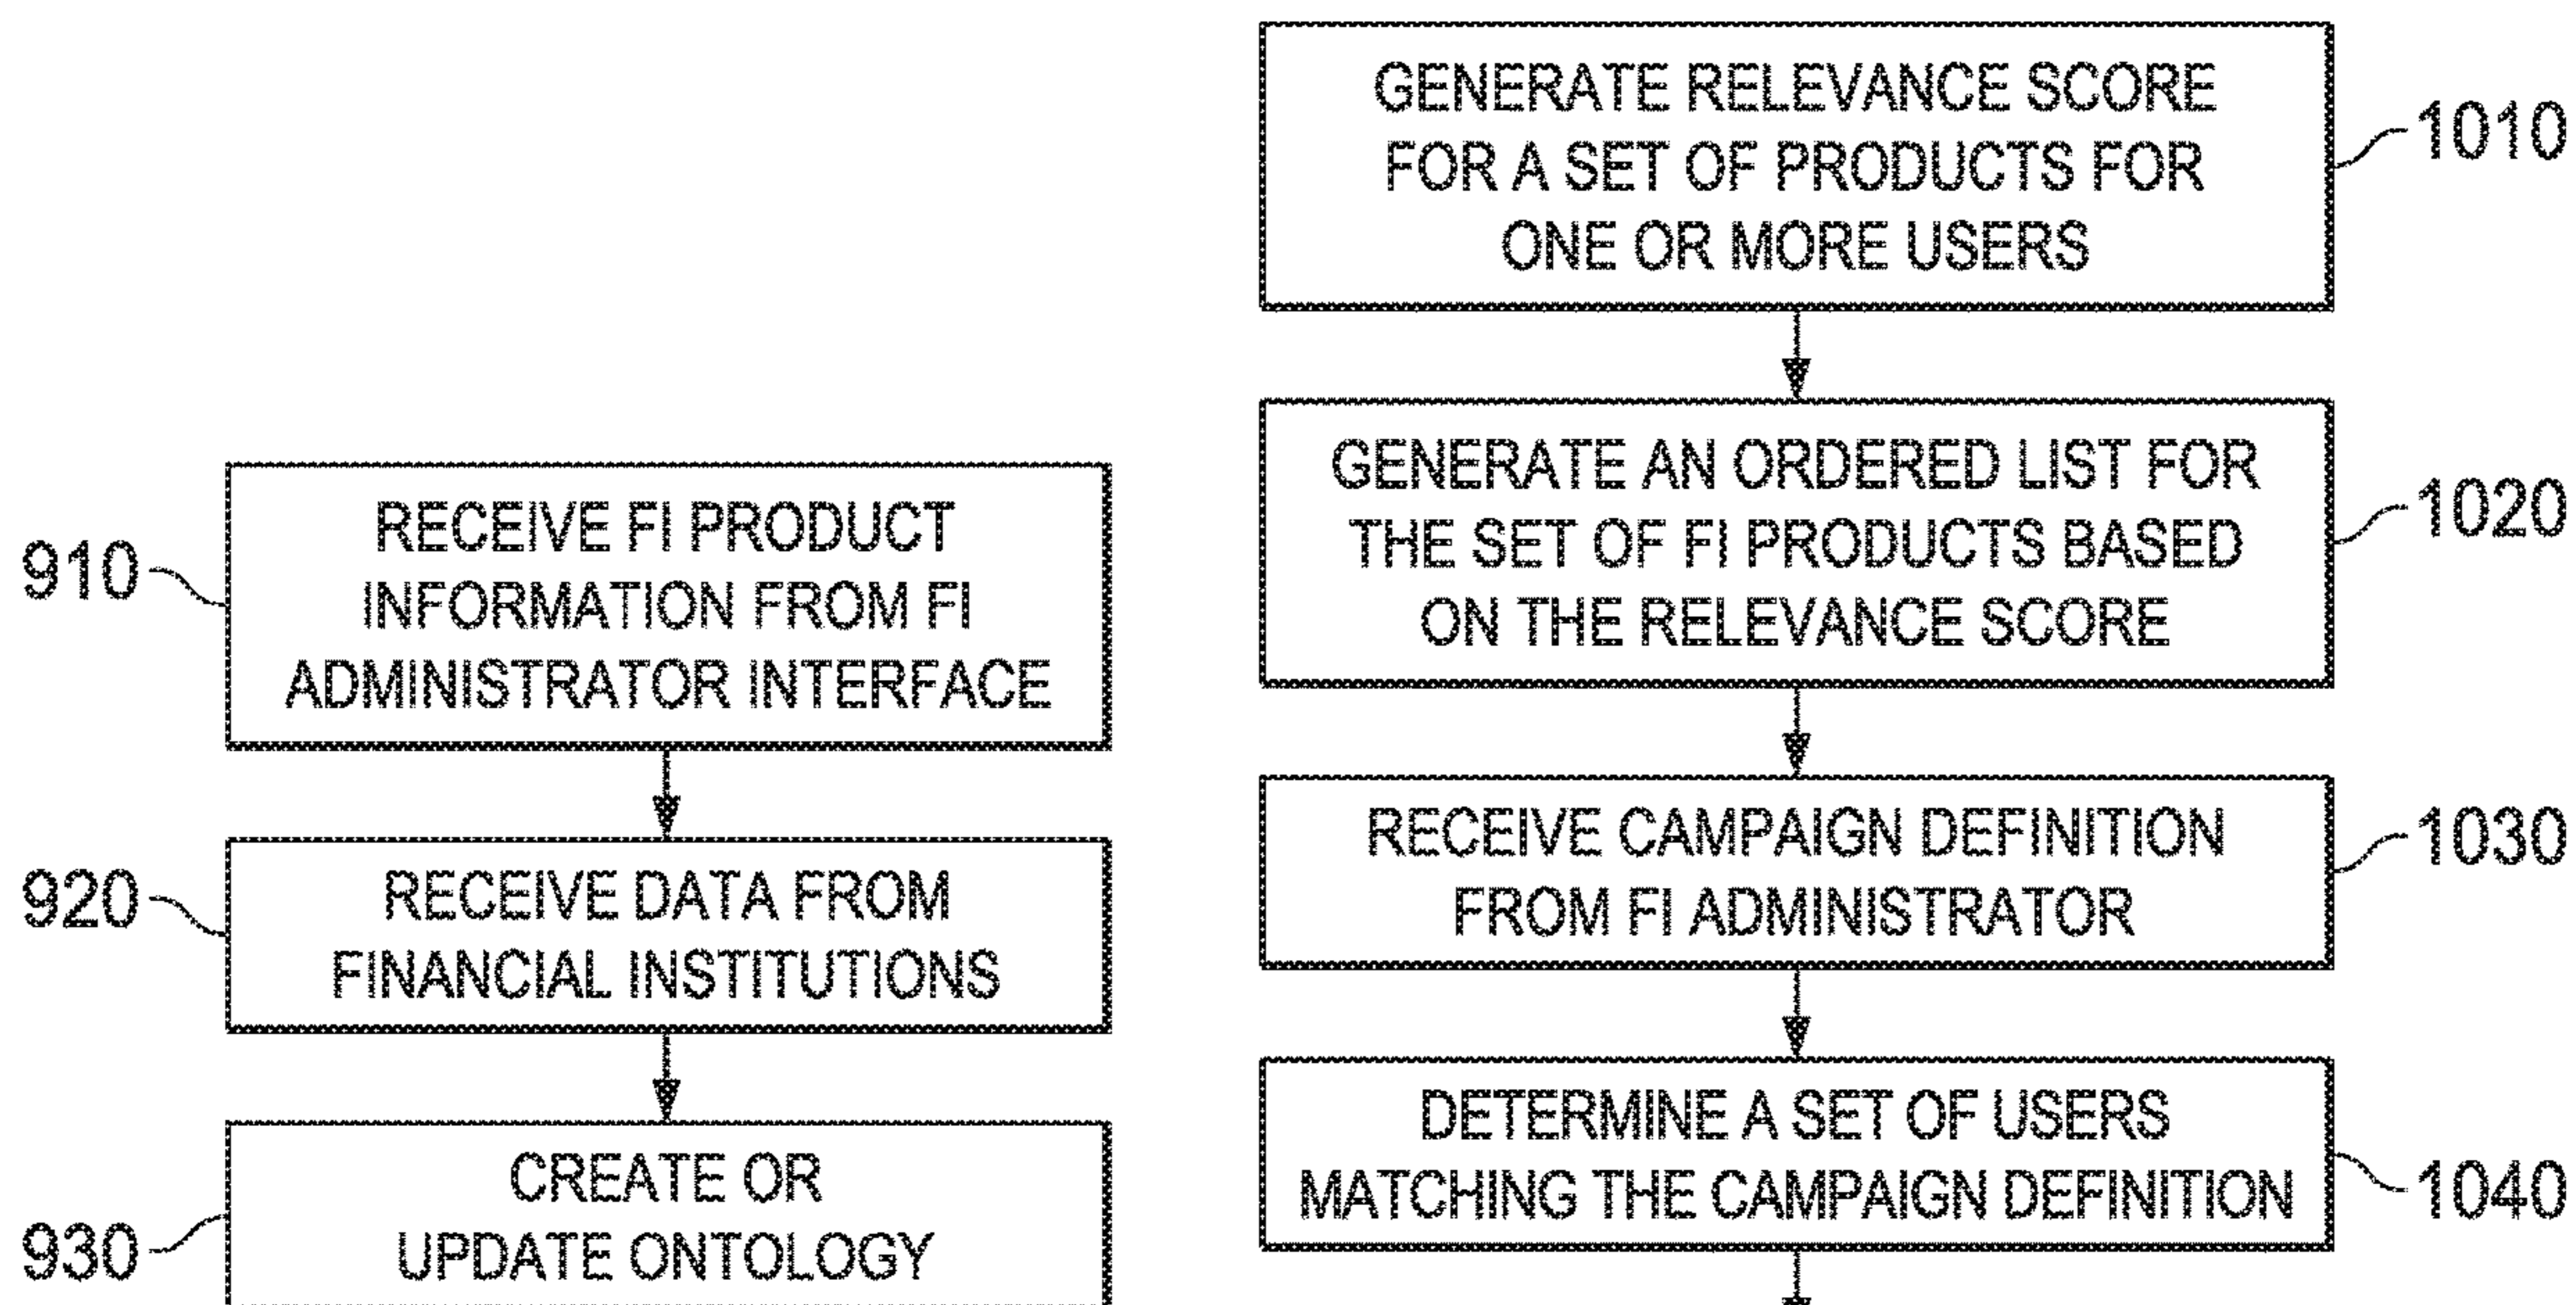 910
RECEIVE FI PRODUCT
INFORMATION FROM FI
ADMINISTRATOR INTERFACE
920
RECEIVE DATA FROM
FINANCIAL INSTITUTIONS
930
CREATE OR
UPDATE ONTOLOGY
GENERATE RELEVANCE SCORE
FOR A SET OF PRODUCTS FOR
ONE OR MORE USERS
1010
GENERATE AN ORDERED LIST FOR
THE SET OF FI PRODUCTS BASED
ON THE RELEVANCE SCORE
1020
RECEIVE CAMPAIGN DEFINITION
FROM FI ADMINISTRATOR
1030
DETERMINE A SET OF USERS
MATCHING THE CAMPAIGN DEFINITION
1040